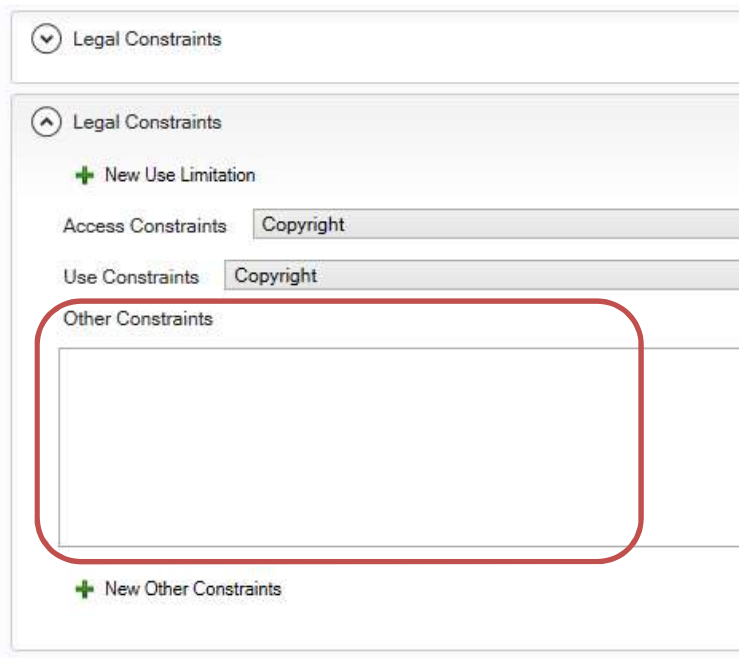 Legal Constraints
Legal Constraints
New Use Limitation
Access Constraints Copyright
Use Constraints Copyright
Other Constraints
New Other Constraints